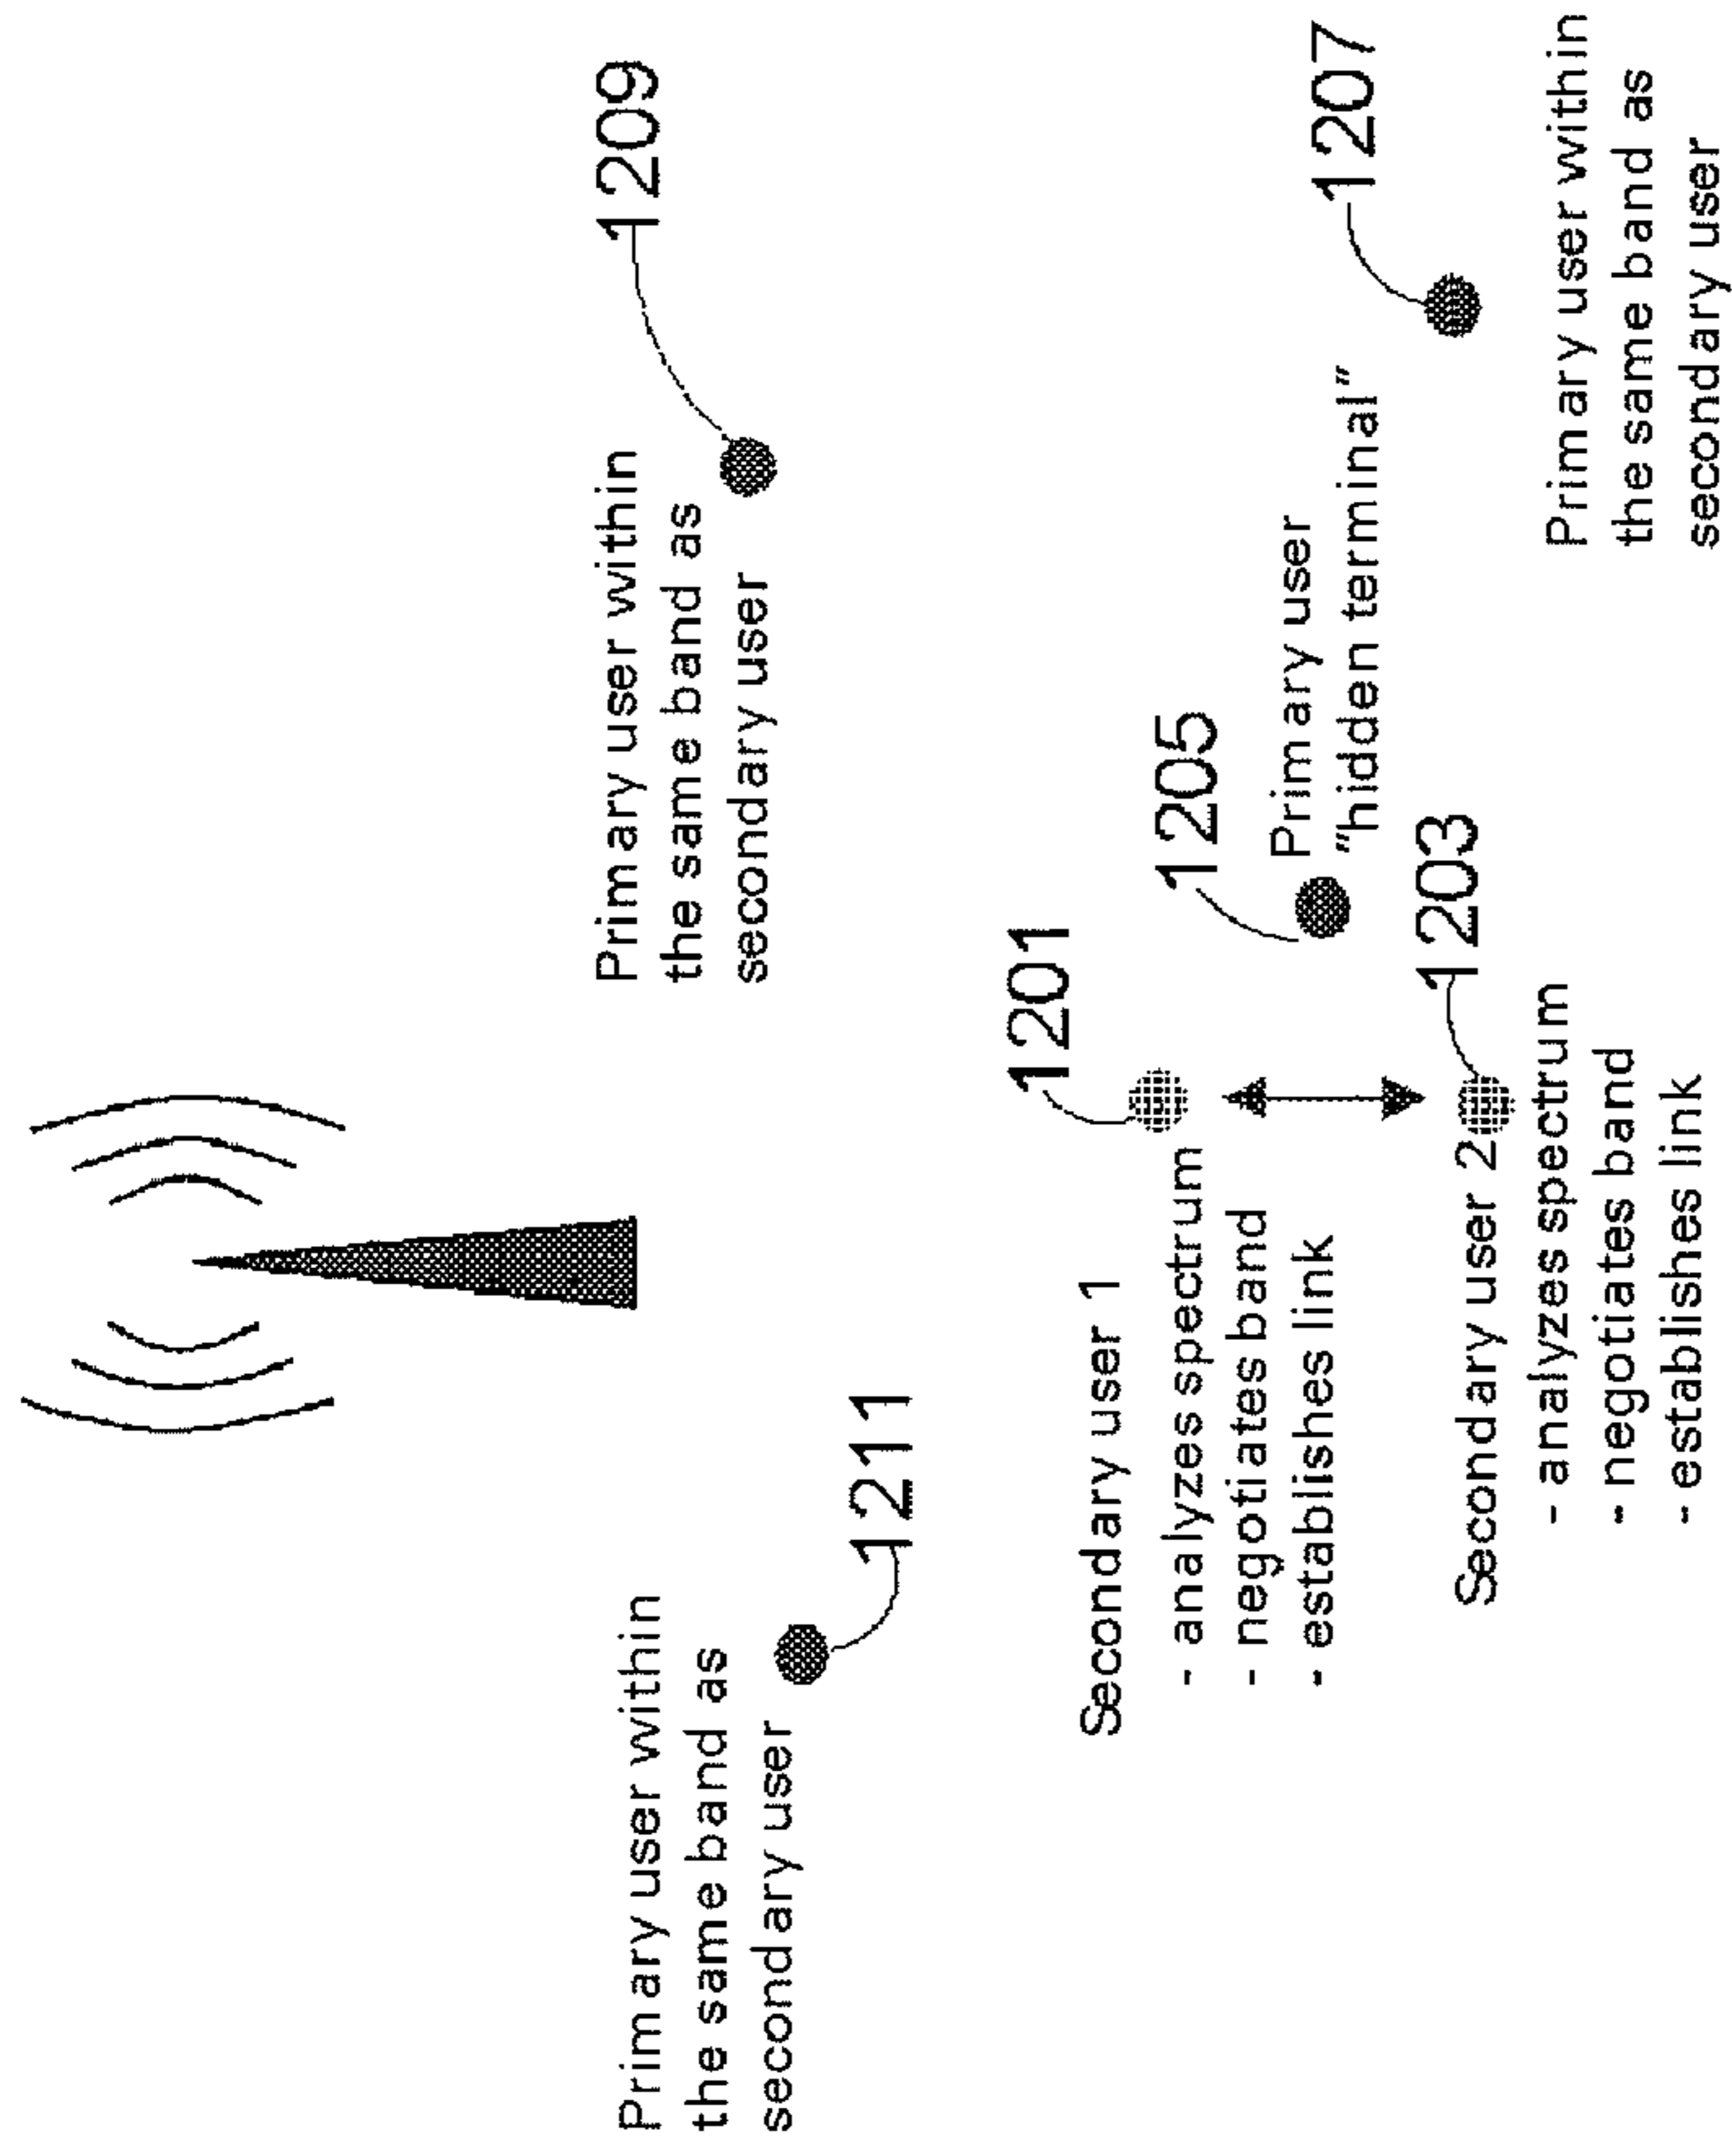 Primary user within
the same band as
secondary user
1211
Primary user within
the same band as
secondary user
1209
Secondary user 1
- analyzes spectrum
- negotiates band
- establishes link
1201
1205
Primary user
"hidden terminal"
1207
Secondary user 2
- analyzes spectrum
- negotiates band
- establishes link
1203
Primary user within
the same band as
secondary user